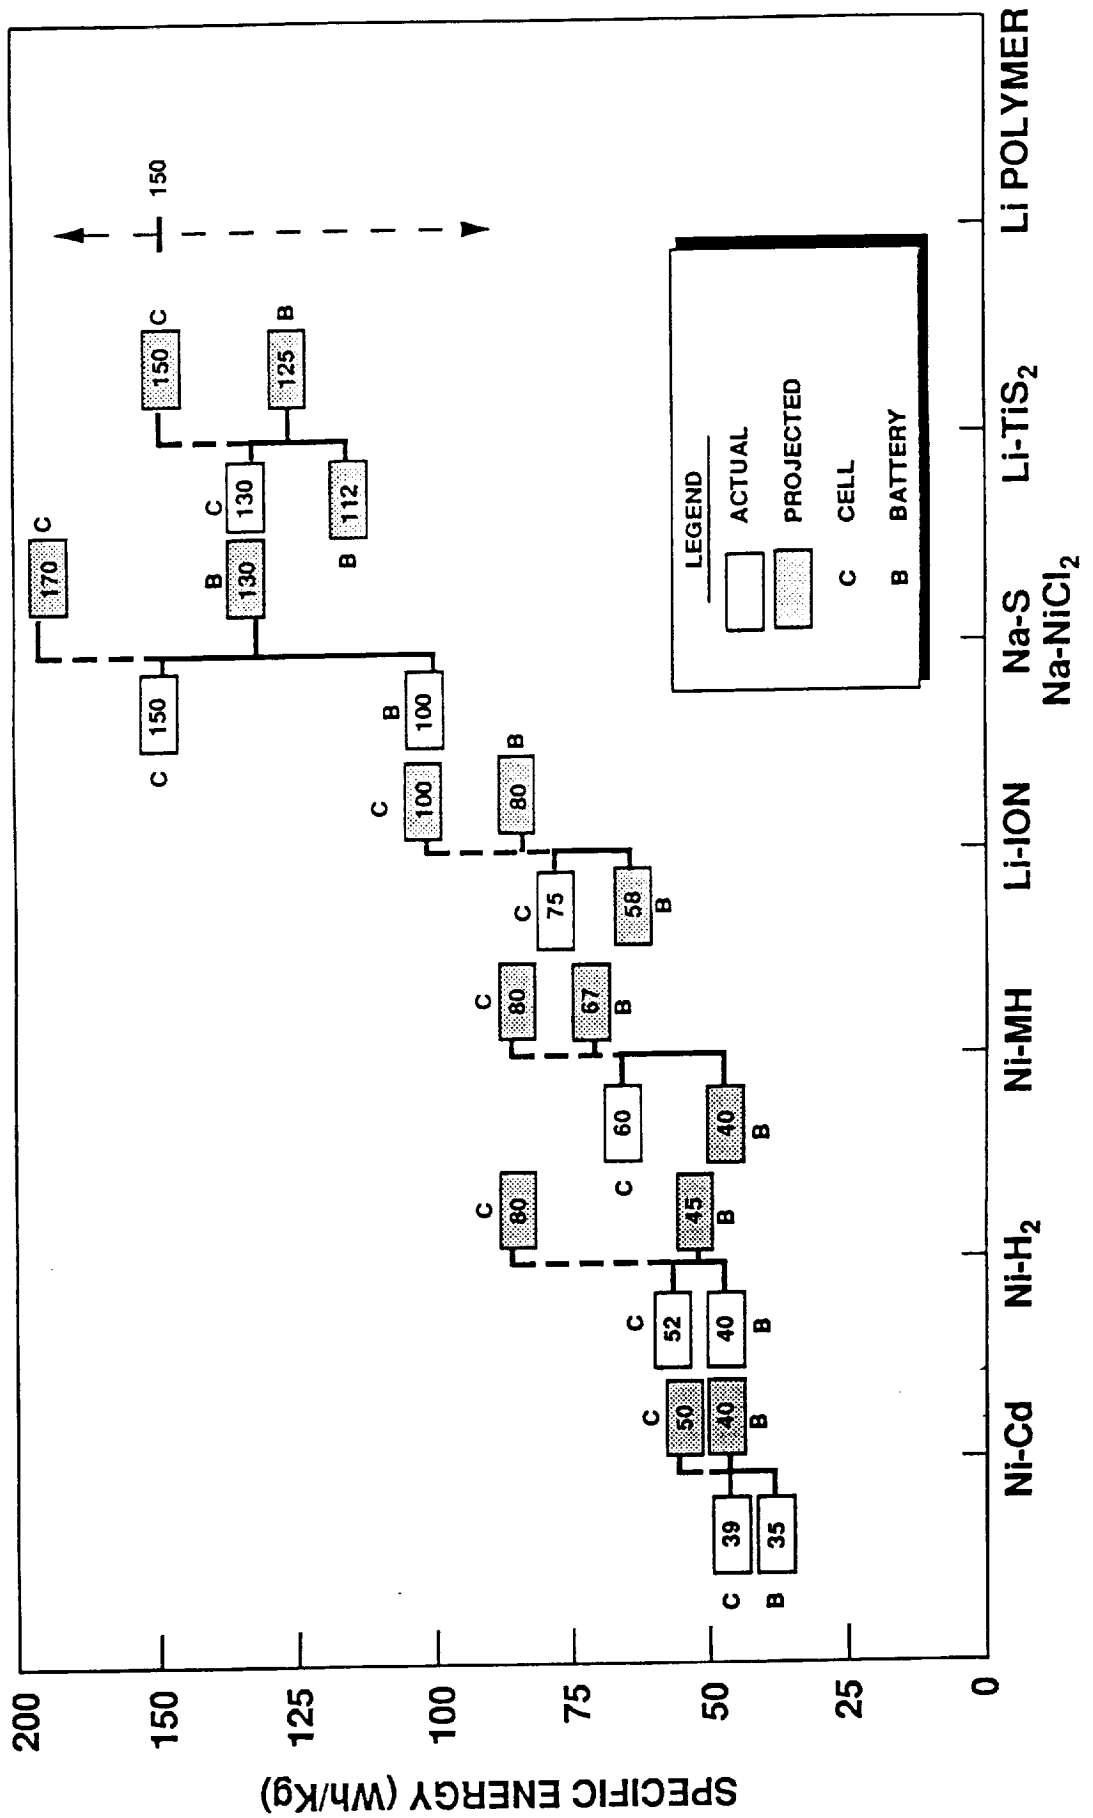 SPECIFIC ENERGY (Wh/Kg)
200
150
125
100
75
50
25
0
C
39
35
B
C
50
40
B
Ni-Cd
C
52
40
B
C
80
45
B
Ni-H2
C
60
40
B
C
80
67
B
Ni-MH
C
75
58
B
C
100
80
B
Li-ION
C
150
B
100
170
C
B
130
Na-S
Na-NiCl2
C
130
B
112
150
C
125
B
Li-TiS2
150
Li POLYMER
LEGEND
ACTUAL
PROJECTED
C CELL
B BATTERY